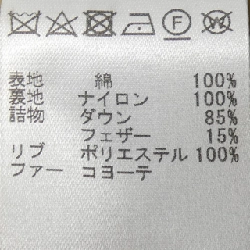 表地 綿 100%
裏地 ナイロン 100%
詰物 ダウン 85%
フェザー 15%
リブ ポリエステル 100%
ファー コヨーテ